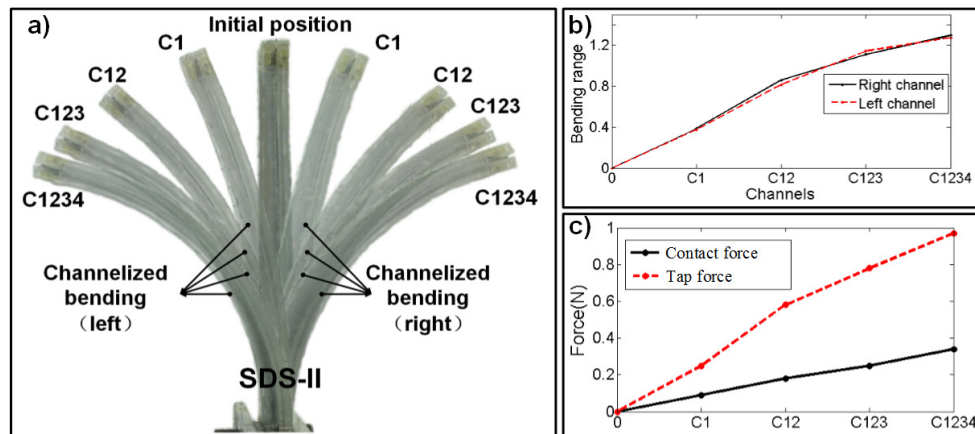 a)
Initial position
C1
C1
C12
C12
C123
C123
C1234
C1234
Channelized
bending
（left）
Channelized
bending
（right）
SDS-II
b)
Bending range
1.2
0.8
0.4
0
Right channel
Left channel
0 C1 C12 C123 C1234
Channels
c)
Force(N)
1
0.8
0.6
0.4
0.2
0
Contact force
Tap force
0 C1 C12 C123 C1234